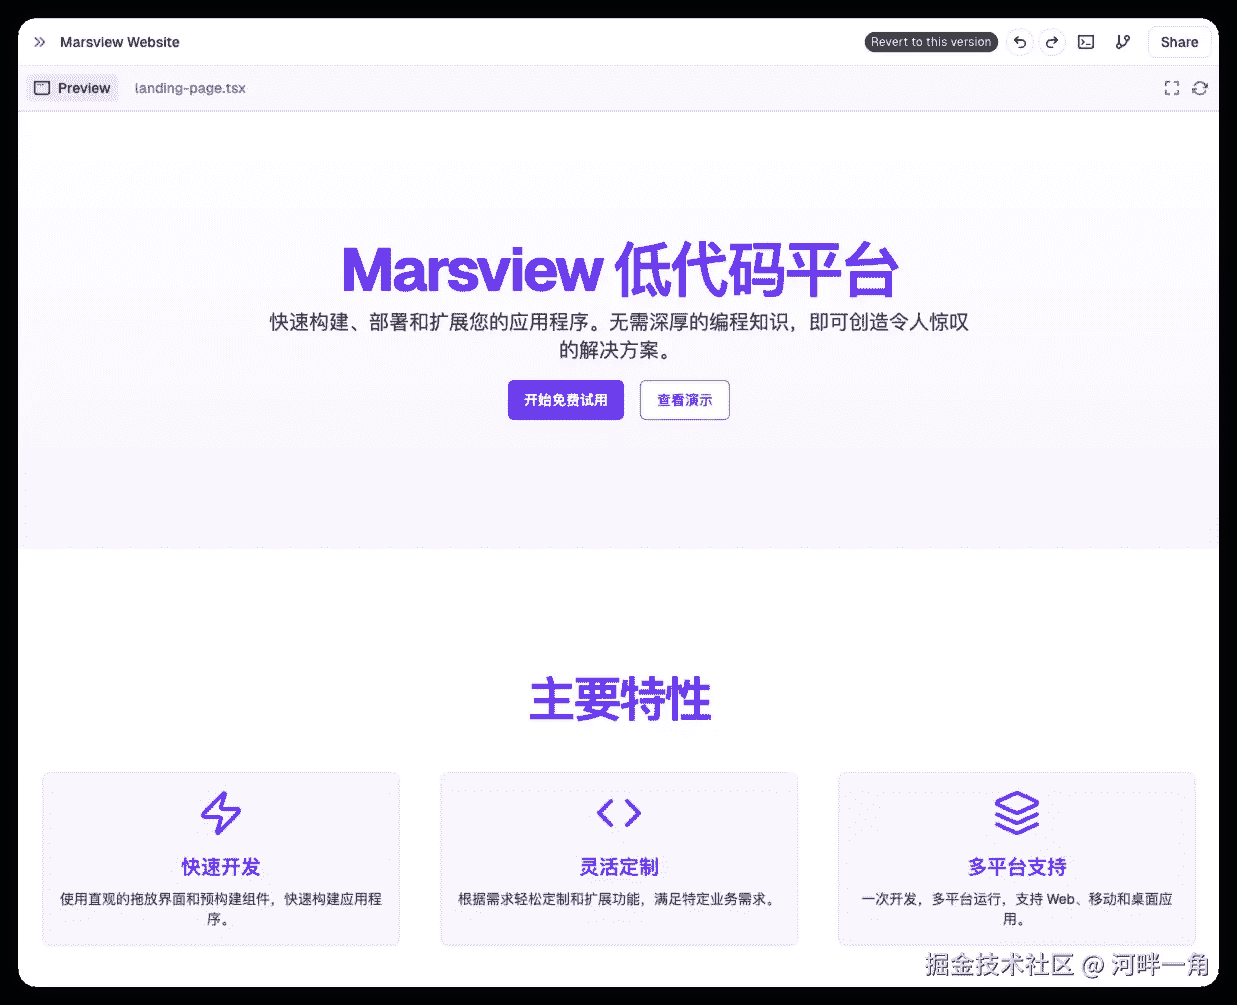 Marsview Website
Revert to this version
Share
Preview
landing-page.tsx
Marsview 低代码平台
快速构建、部署和扩展您的应用程序。无需深厚的编程知识，即可创造令人惊叹
的解决方案。
开始免费试用
查看演示
主要特性
快速开发
使用直观的拖放界面和预构建组件，快速构建应用程
序。
灵活定制
根据需求轻松定制和扩展功能，满足特定业务需求。
多平台支持
一次开发，多平台运行，支持 Web、移动和桌面应
用。
掘金技术社区 @ 河畔一角